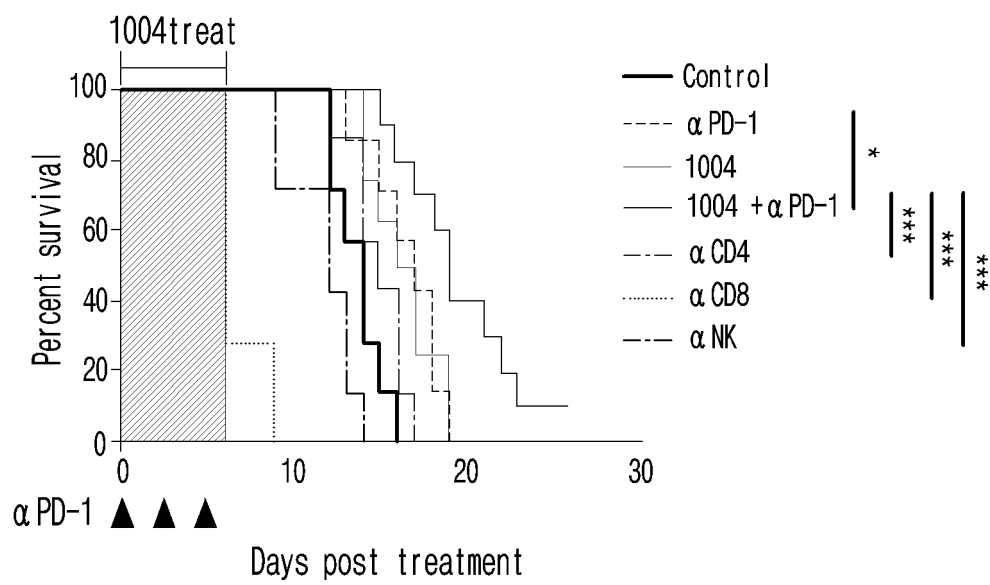 1004treat
Percent survival
100
80
60
40
20
0
0 10 20 30
αPD-1
Days post treatment
Control
αPD-1
1004
1004 +αPD-1
αCD4
αCD8
αNK
*
***
***
***